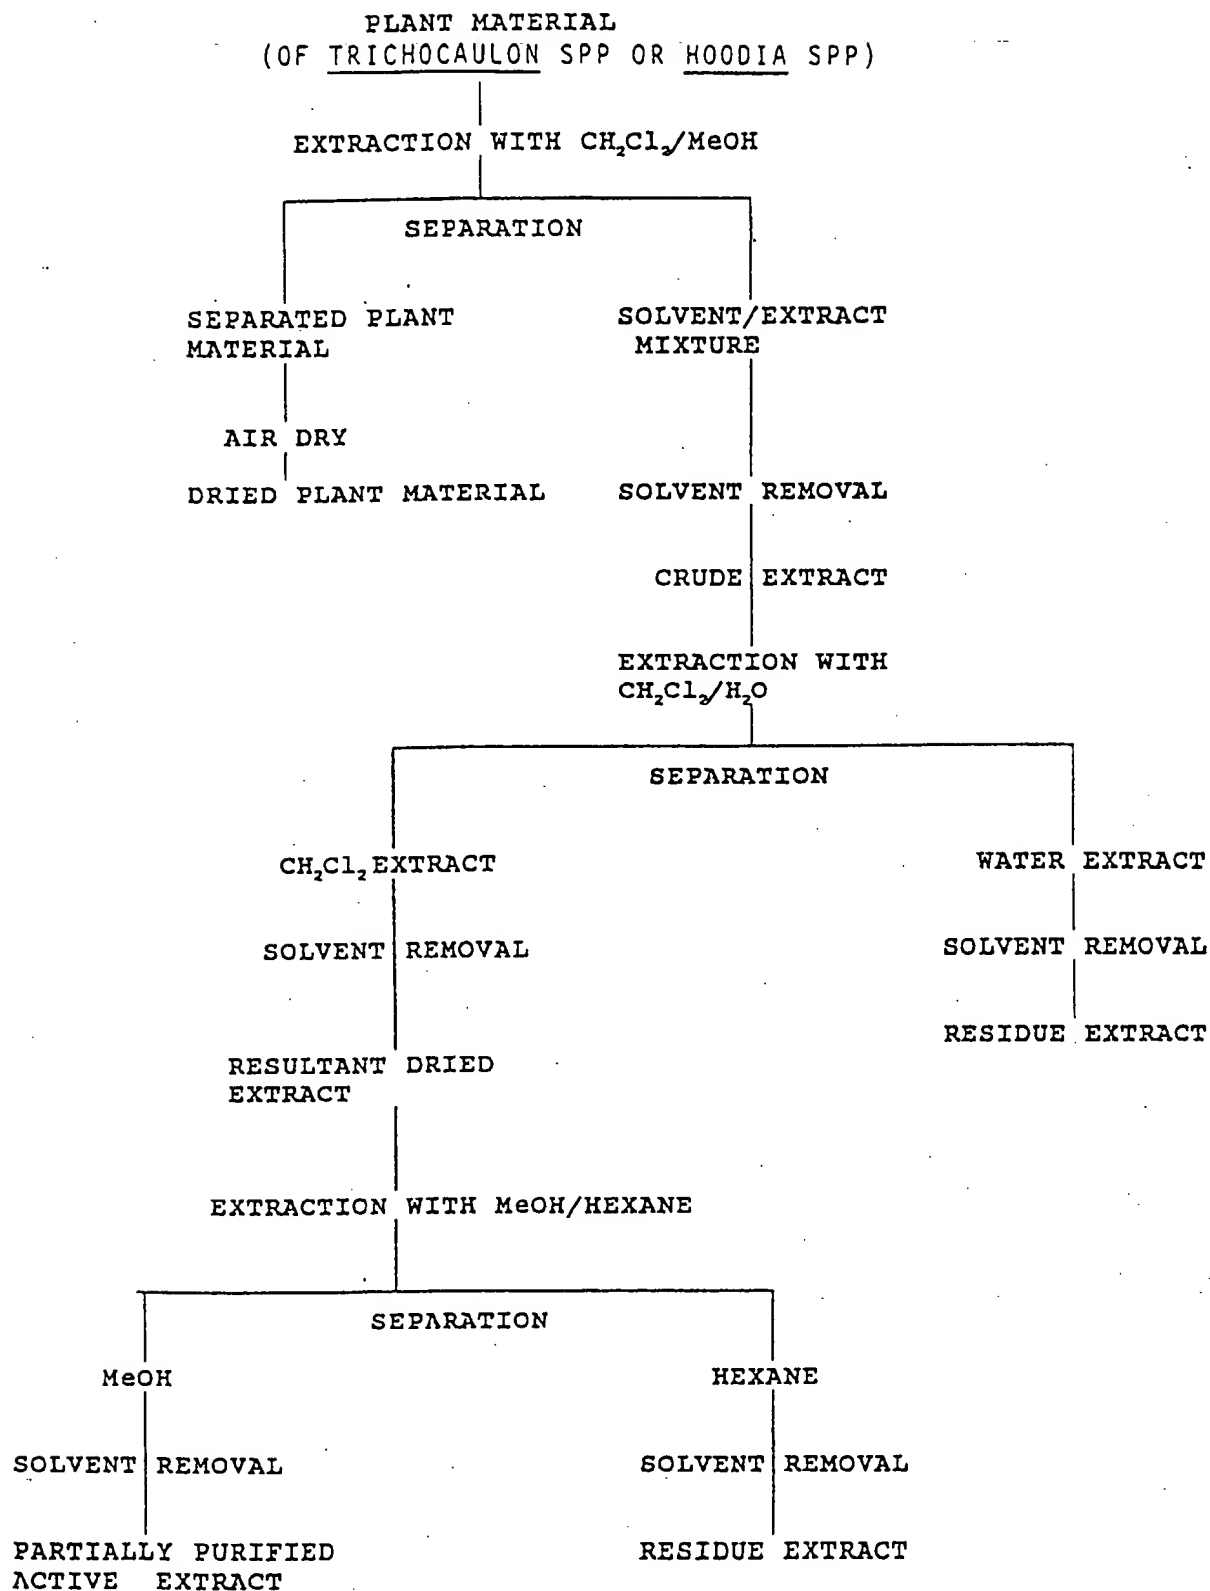 PLANT MATERIAL
(OF TRICHOCAULON SPP OR HOODIA SPP)
EXTRACTION WITH CH₂Cl₂/MeOH
SEPARATION
SEPARATED PLANT
MATERIAL
SOLVENT/EXTRACT
MIXTURE
AIR DRY
DRIED PLANT MATERIAL
SOLVENT REMOVAL
CRUDE EXTRACT
EXTRACTION WITH
CH₂Cl₂/H₂O
SEPARATION
CH₂Cl₂ EXTRACT
WATER EXTRACT
SOLVENT REMOVAL
SOLVENT REMOVAL
RESULTANT DRIED
EXTRACT
RESIDUE EXTRACT
EXTRACTION WITH MeOH/HEXANE
SEPARATION
MeOH
HEXANE
SOLVENT REMOVAL
SOLVENT REMOVAL
PARTIALLY PURIFIED
ACTIVE EXTRACT
RESIDUE EXTRACT